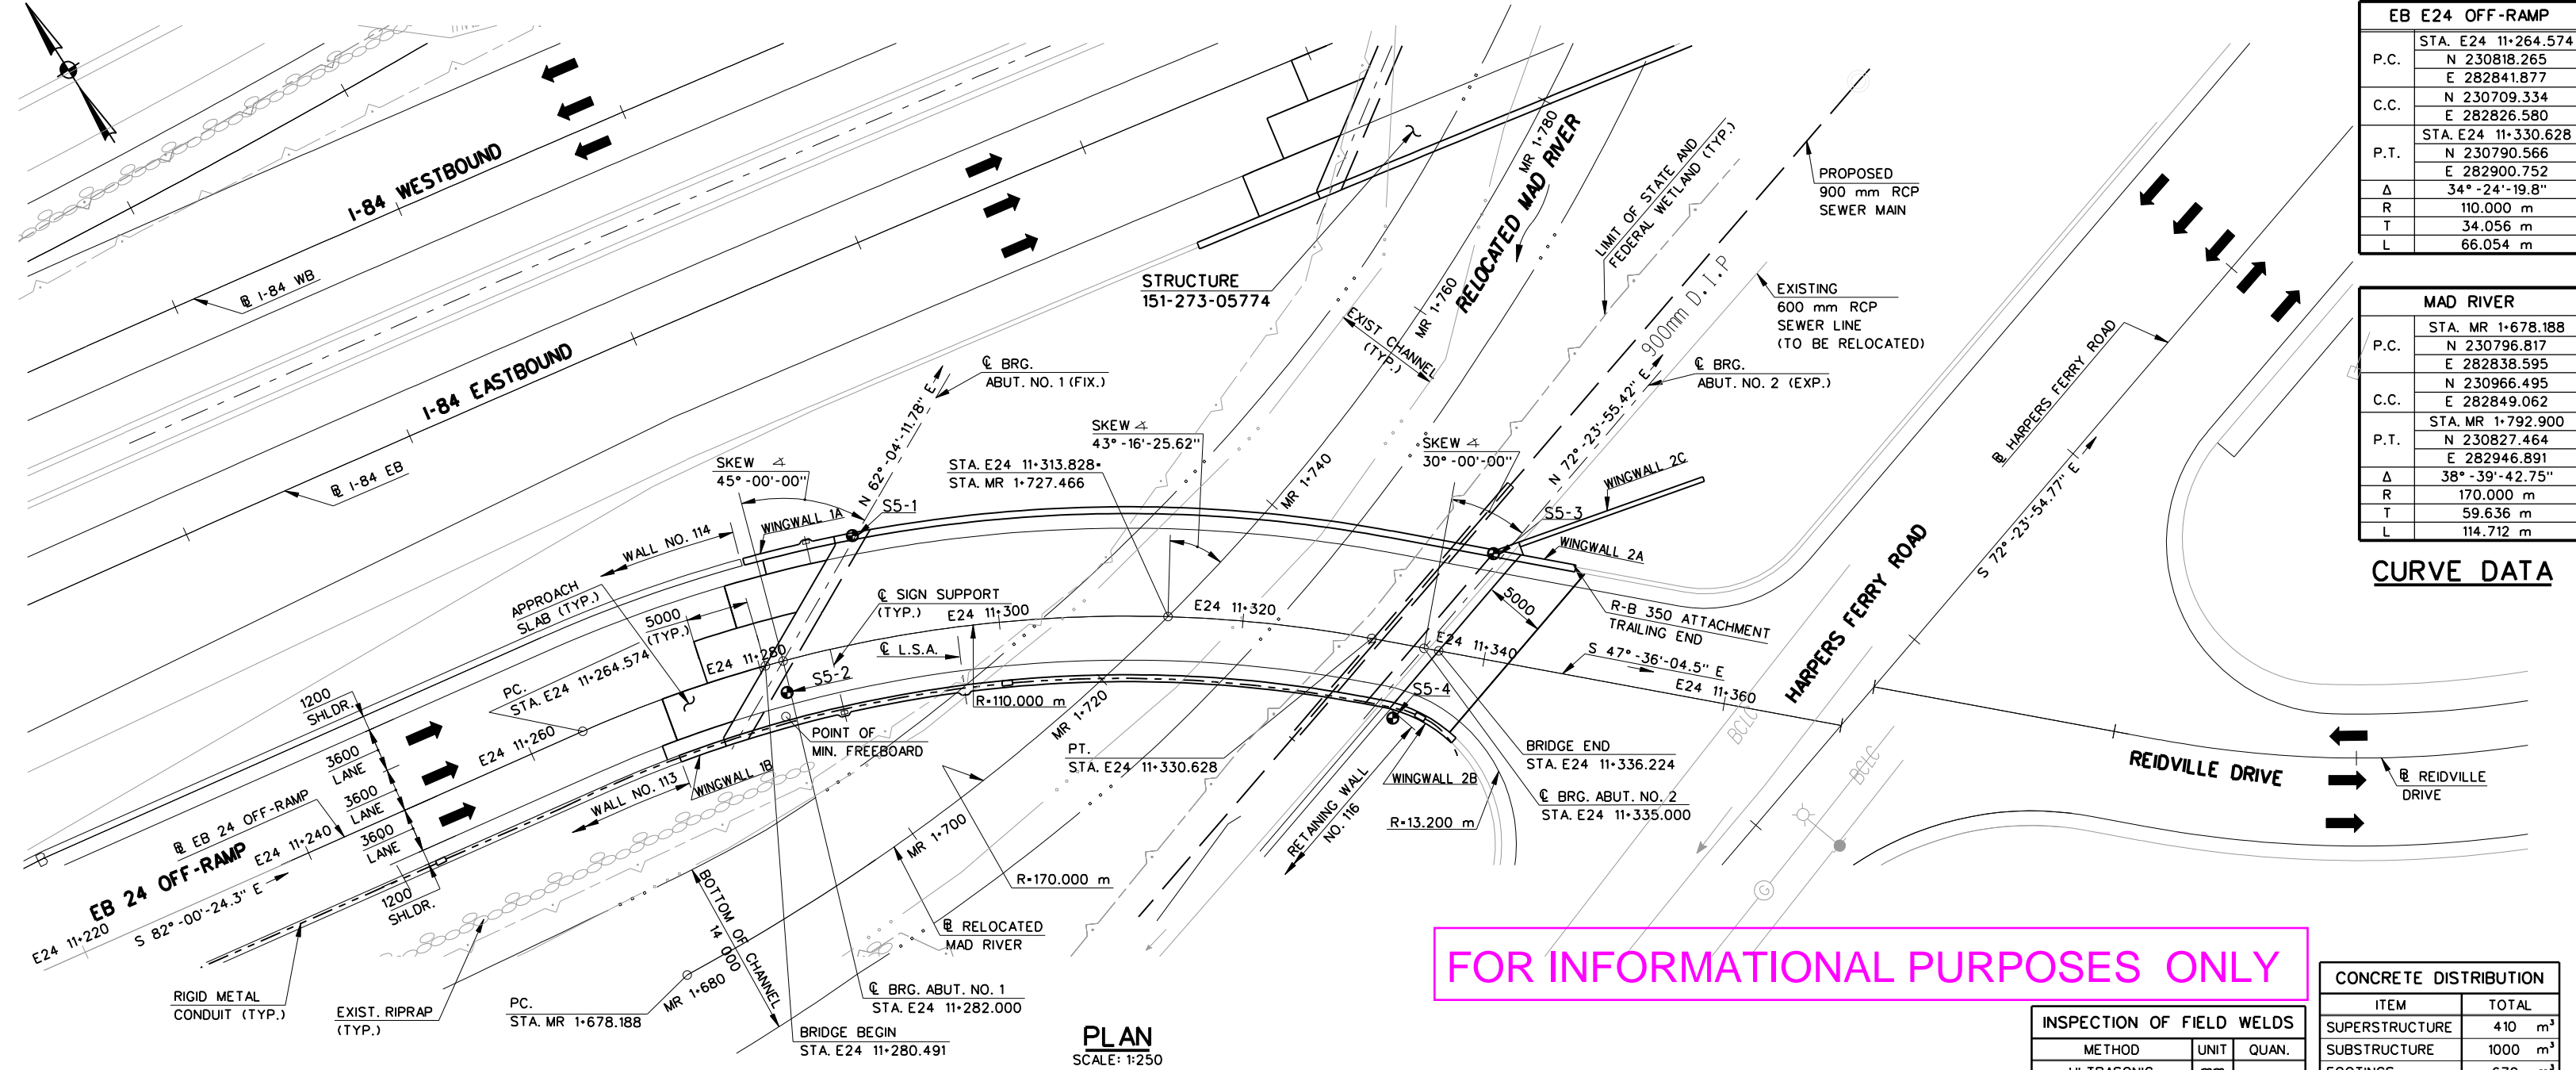 I-84 WESTBOUND
℄ I-84 WB
I-84 EASTBOUND
℄ I-84 EB
STRUCTURE
151-273-05774
MR 1+780
RELOCATED MAD RIVER
MR 1+760
EXIST CHANNEL
(TYP.)
LIMIT OF STATE AND
FEDERAL WETLAND (TYP.)
PROPOSED
900 mm RCP
SEWER MAIN
900mm D.I.P
EXISTING
600 mm RCP
SEWER LINE
(TO BE RELOCATED)
℄ BRG.
ABUT. NO. 1 (FIX.)
N 62°-04'-11.78" E
℄ BRG.
ABUT. NO. 2 (EXP.)
N 72°-23'-55.42" E
SKEW ∡
45°-00'-00"
SKEW ∡
43°-16'-25.62"
SKEW ∡
30°-00'-00"
STA. E24 11+313.828=
STA. MR 1+727.466
MR 1+740
S5-1
S5-3
WINGWALL 2C
WINGWALL 1A
WALL NO. 114
WINGWALL 2A
APPROACH
SLAB (TYP.)
5000
(TYP.)
℄ SIGN SUPPORT
(TYP.)
E24 11+300
E24 11+320
℄ L.S.A.
5000
R-B 350 ATTACHMENT
TRAILING END
E24 11+280
E24 11+340
S 47°-36'-04.5" E
E24 11+360
S5-2
S5-4
PC.
STA. E24 11+264.574
1200
SHLDR.
3600
LANE
3600
LANE
3600
LANE
1200
SHLDR.
E24 11+260
R=110.000 m
MR 1+720
POINT OF
MIN. FREEBOARD
PT.
STA. E24 11+330.628
BRIDGE END
STA. E24 11+336.224
WINGWALL 2B
℄ BRG. ABUT. NO. 2
STA. E24 11+335.000
R=13.200 m
RETAINING WALL
NO. 116
WINGWALL 1B
WALL NO. 113
℄ EB 24 OFF-RAMP
E24 11+240
EB 24 OFF-RAMP
E24 11+220
S 82°-00'-24.3" E
MR 1+700
R=170.000 m
℄ RELOCATED
MAD RIVER
BOTTOM OF CHANNEL
14 000
MR 1+680
RIGID METAL
CONDUIT (TYP.)
EXIST. RIPRAP
(TYP.)
PC.
STA. MR 1+678.188
℄ BRG. ABUT. NO. 1
STA. E24 11+282.000
BRIDGE BEGIN
STA. E24 11+280.491
PLAN
SCALE: 1:250
℄ HARPERS FERRY ROAD
S 72°-23'-54.77" E
HARPERS FERRY ROAD
BCLC
BCLC
G
REIDVILLE DRIVE
℄ REIDVILLE
DRIVE
FOR INFORMATIONAL PURPOSES ONLY
EB E24 OFF-RAMP
P.C. STA. E24 11+264.574
N 230818.265
E 282841.877
C.C. N 230709.334
E 282826.580
P.T. STA. E24 11+330.628
N 230790.566
E 282900.752
Δ 34°-24'-19.8"
R 110.000 m
T 34.056 m
L 66.054 m
MAD RIVER
P.C. STA. MR 1+678.188
N 230796.817
E 282838.595
C.C. N 230966.495
E 282849.062
P.T. STA. MR 1+792.900
N 230827.464
E 282946.891
Δ 38°-39'-42.75"
R 170.000 m
T 59.636 m
L 114.712 m
CURVE DATA
INSPECTION OF FIELD WELDS
METHOD UNIT QUAN.
ULTRASONIC mm
CONCRETE DISTRIBUTION
ITEM TOTAL
SUPERSTRUCTURE 410 m³
SUBSTRUCTURE 1000 m³
FOOTINGS 670 m³